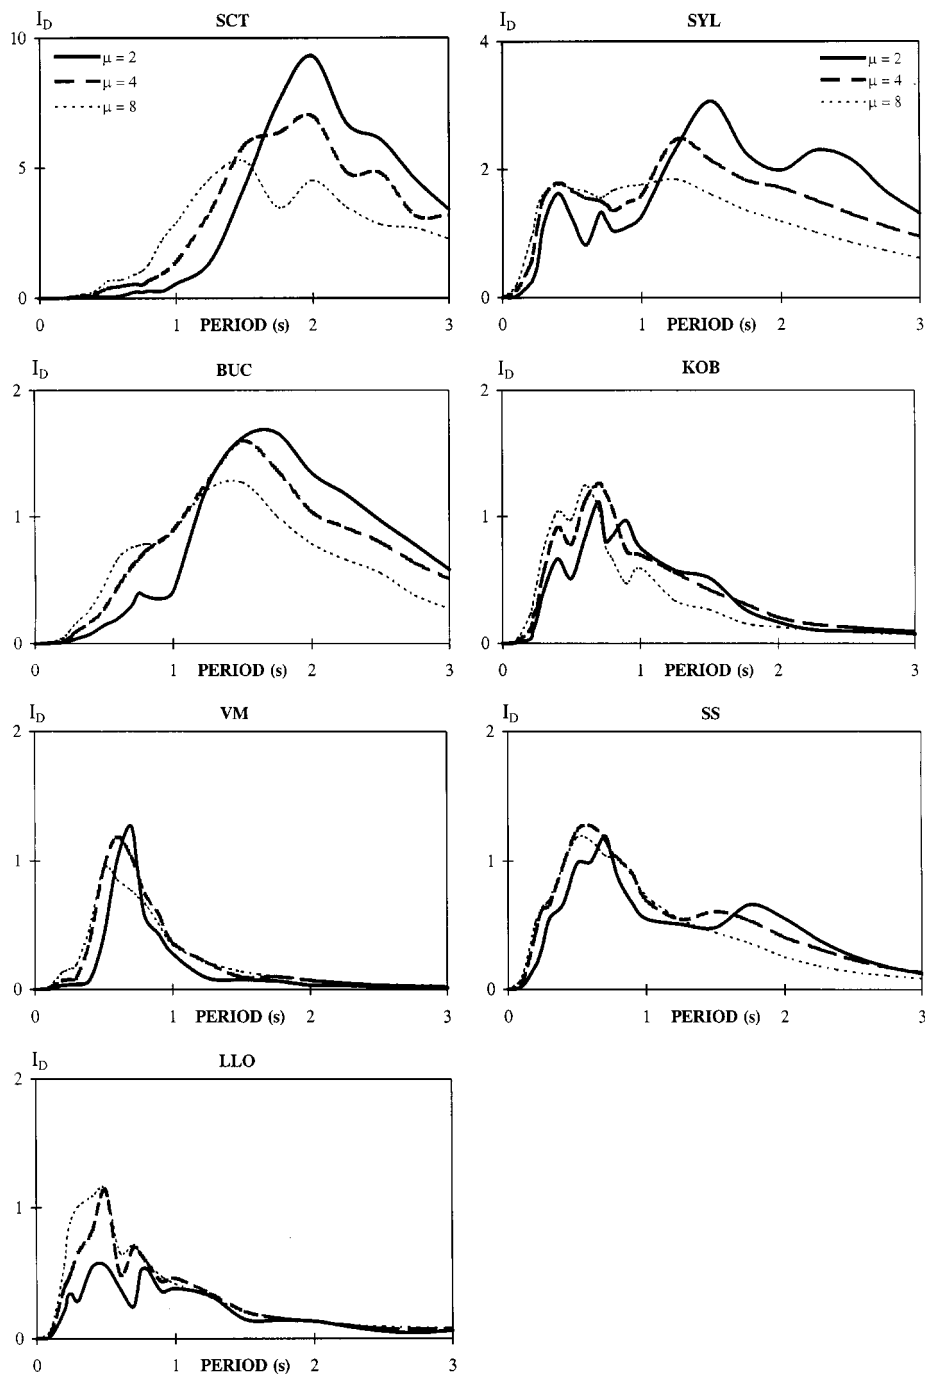 I_D SCT
10
5
0
μ = 2
μ = 4
μ = 8
0 1 PERIOD (s) 2 3
I_D SYL
4
2
0
μ = 2
μ = 4
μ = 8
0 1 PERIOD (s) 2 3
I_D BUC
2
1
0
0 1 PERIOD (s) 2 3
I_D KOB
2
1
0
0 1 PERIOD (s) 2 3
I_D VM
2
1
0
0 1 PERIOD (s) 2 3
I_D SS
2
1
0
0 1 PERIOD (s) 2 3
I_D LLO
2
1
0
0 1 PERIOD (s) 2 3